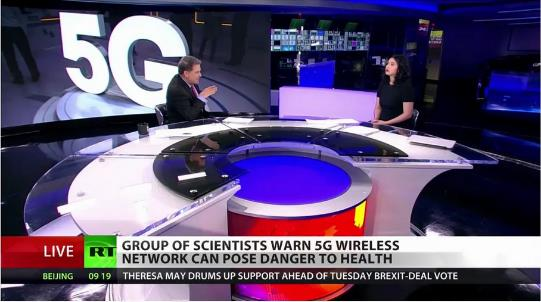 5G
LIVE
RT
GROUP OF SCIENTISTS WARN 5G WIRELESS
NETWORK CAN POSE DANGER TO HEALTH
BEIJING 09 19 THERESA MAY DRUMS UP SUPPORT AHEAD OF TUESDAY BREXIT-DEAL VOTE